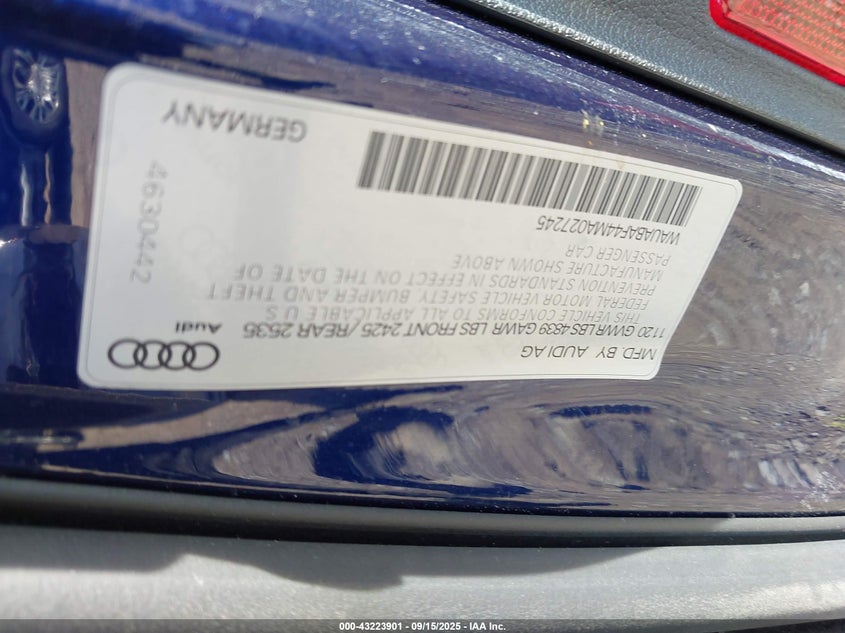 MFD. BY AUDI AG
11 20 GVWR LBS 4839 GAWR LBS FRONT 2425 / REAR 2535
THIS VEHICLE CONFORMS TO ALL APPLICABLE U S
FEDERAL MOTOR VEHICLE SAFETY BUMPER AND THEFT
PREVENTION STANDARDS IN EFFECT ON THE DATE OF
MANUFACTURE SHOWN ABOVE
PASSENGER CAR
WAUABAF44MA027245
Audi
4630442
GERMANY
000-43223901 - 09/15/2025 - IAA Inc.